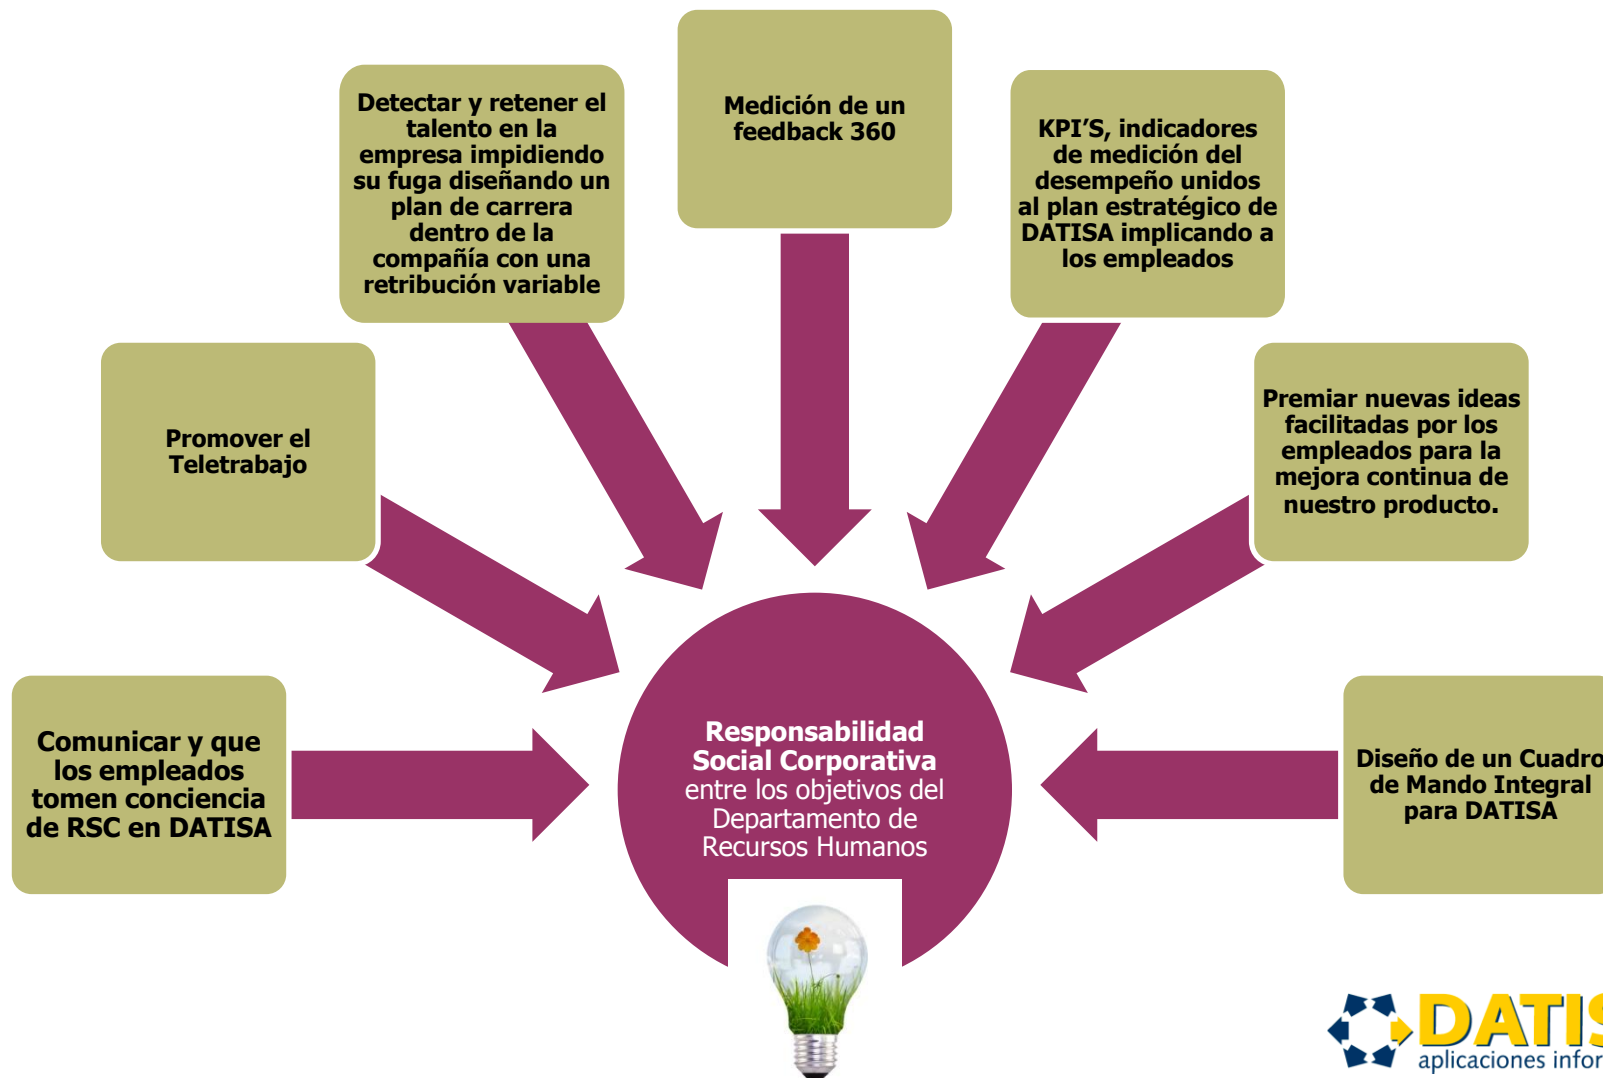 Medición de un
feedback 360
Detectar y retener el
talento en la
empresa impidiendo
su fuga diseñando un
plan de carrera
dentro de la
compañía con una
retribución variable
KPI’S, indicadores
de medición del
desempeño unidos
al plan estratégico de
DATISA implicando a
los empleados
Promover el
Teletrabajo
Premiar nuevas ideas
facilitadas por los
empleados para la
mejora continua de
nuestro producto.
Comunicar y que
los empleados
tomen conciencia
de RSC en DATISA
Responsabilidad
Social Corporativa
entre los objetivos del
Departamento de
Recursos Humanos
Diseño de un Cuadro
de Mando Integral
para DATISA
DATIS
aplicaciones infor